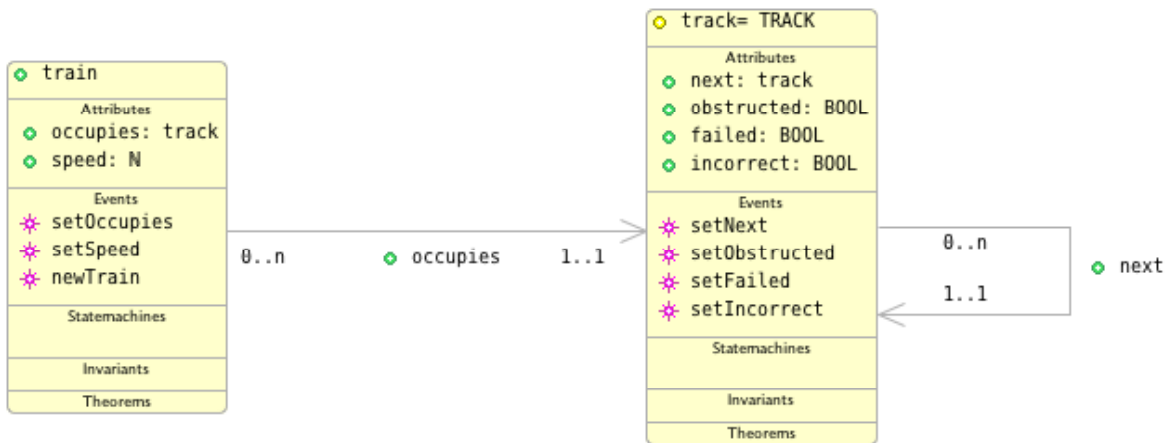 train
Attributes
occupies: track
speed: N
Events
setOccupies
setSpeed
newTrain
Statemachines
Invariants
Theorems
0..n
occupies
1..1
track= TRACK
Attributes
next: track
obstructed: BOOL
failed: BOOL
incorrect: BOOL
Events
setNext
setObstructed
setFailed
setIncorrect
Statemachines
Invariants
Theorems
0..n
next
1..1